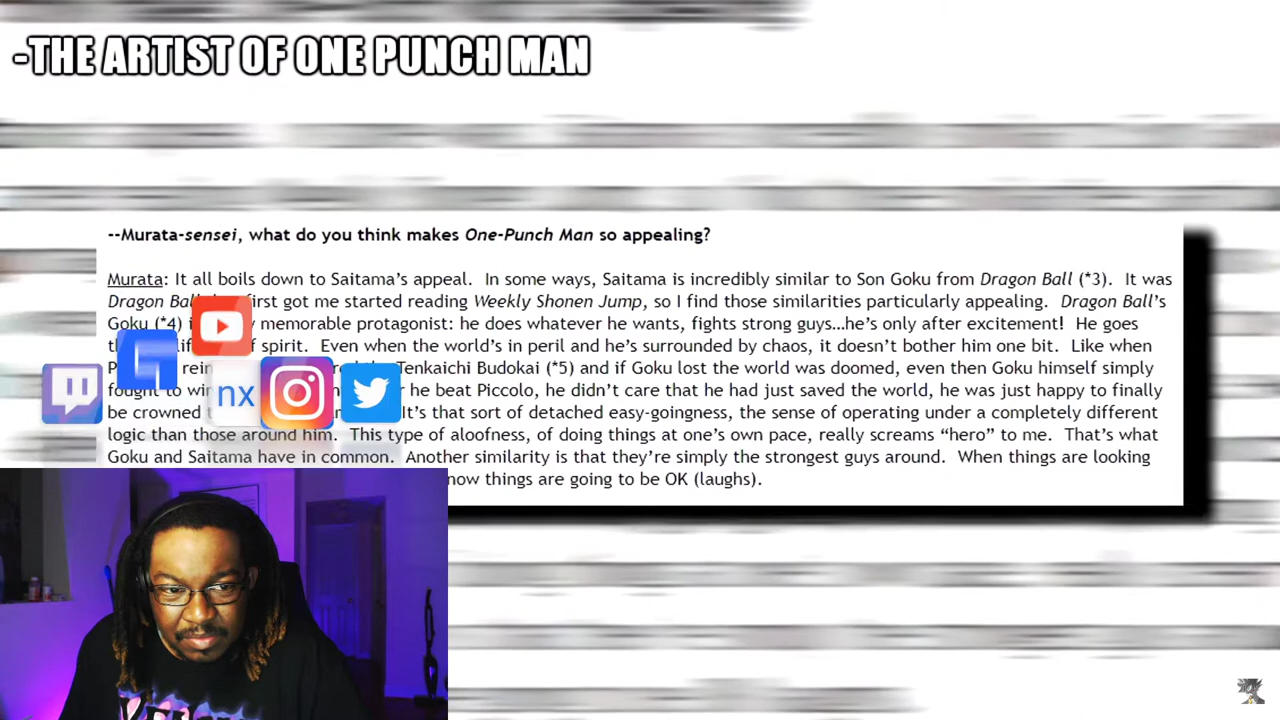 -THE ARTIST OF ONE PUNCH MAN
--Murata-sensei, what do you think makes One-Punch Man so appealing?
Murata: It all boils down to Saitama's appeal. In some ways, Saitama is incredibly similar to Son Goku from Dragon Ball (*3). It was
Dragon Ball first got me started reading Weekly Shonen Jump, so I find those similarities particularly appealing. Dragon Ball's
Goku (*4) memorable protagonist: he does whatever he wants, fights strong guys...he's only after excitement! He goes
of spirit. Even when the world's in peril and he's surrounded by chaos, it doesn't bother him one bit. Like when
Tenkaichi Budokai (*5) and if Goku lost the world was doomed, even then Goku himself simply
fought to he beat Piccolo, he didn't care that he had just saved the world, he was just happy to finally
be crowned It's that sort of detached easy-goingness, the sense of operating under a completely different
logic than those around him. This type of aloofness, of doing things at one's own pace, really screams "hero" to me. That's what
Goku and Saitama have in common. Another similarity is that they're simply the strongest guys around. When things are looking
now things are going to be OK (laughs).
nx